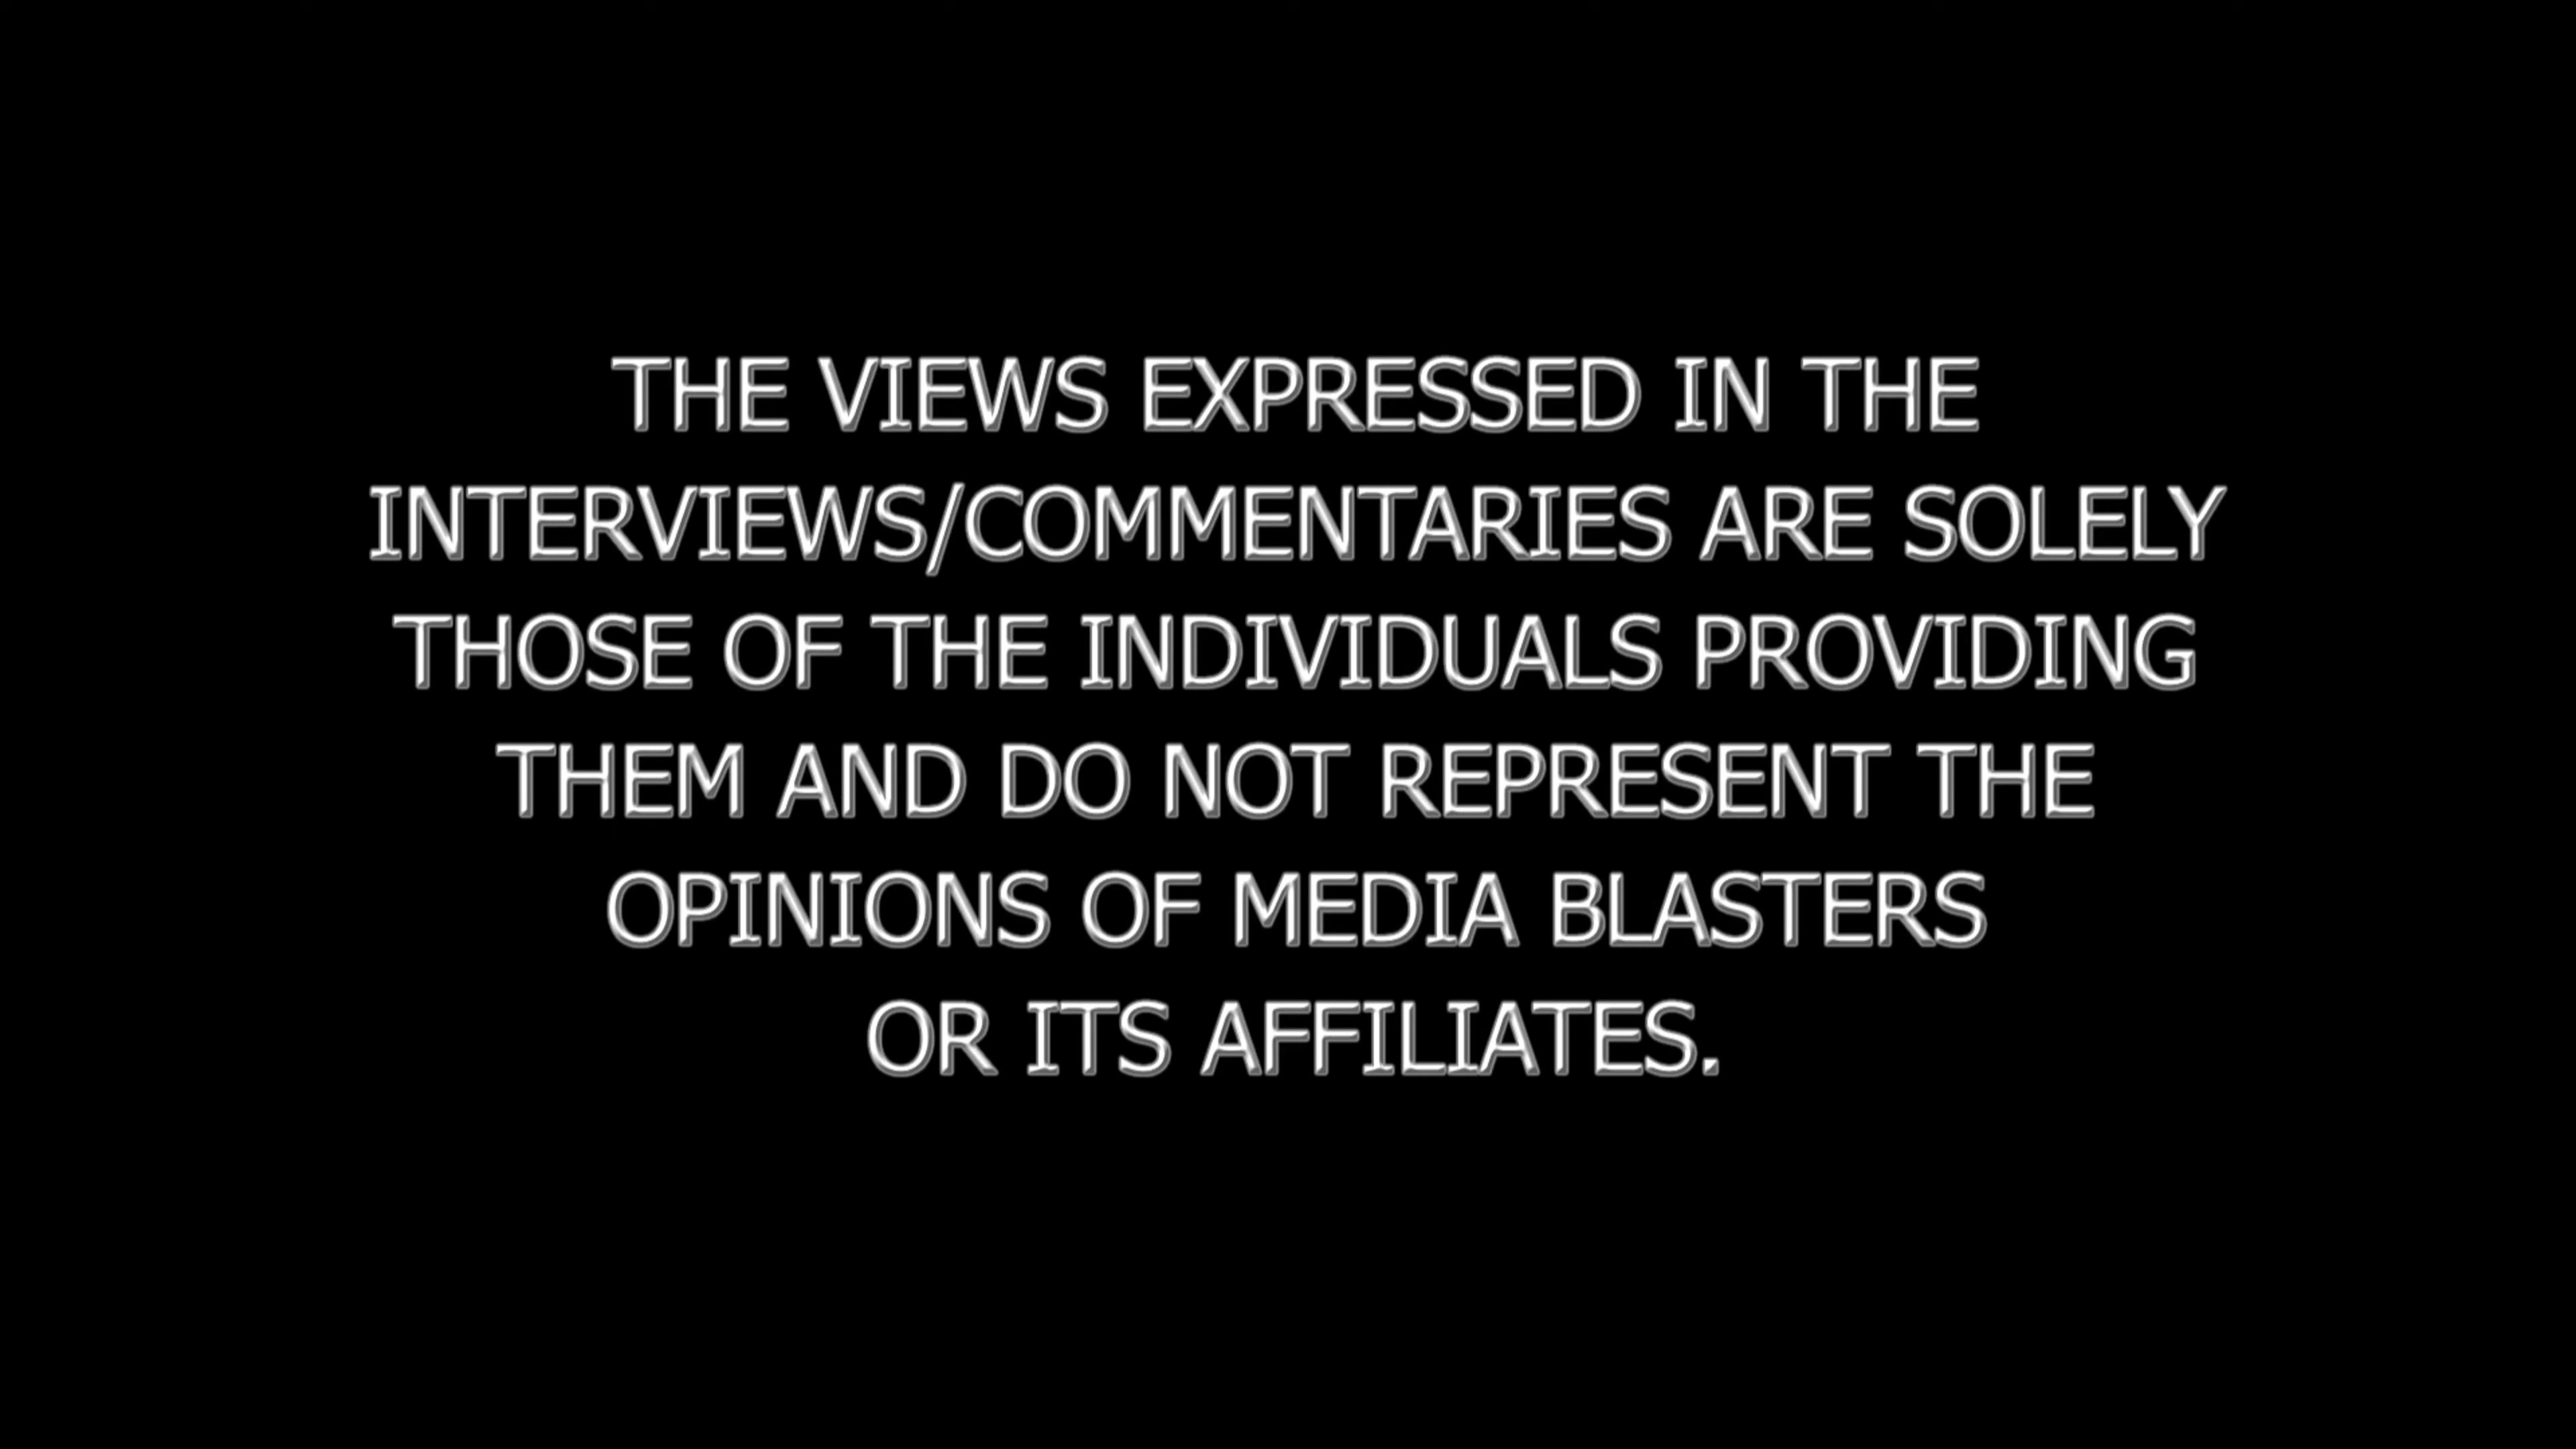 THE VIEWS EXPRESSED IN THE
INTERVIEWS/COMMENTARIES ARE SOLELY
THOSE OF THE INDIVIDUALS PROVIDING
THEM AND DO NOT REPRESENT THE
OPINIONS OF MEDIA BLASTERS
OR ITS AFFILIATES.